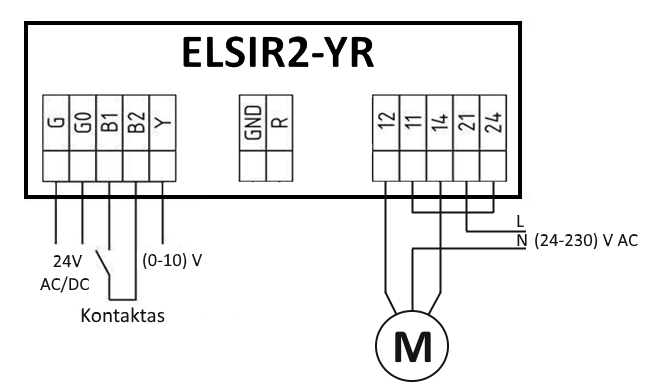 ELSIR2-YR
G G0 B1 B2 Y GND R 12 11 14 21 24
L
N (24-230) V AC
24V (0-10) V
AC/DC
Kontaktas
M